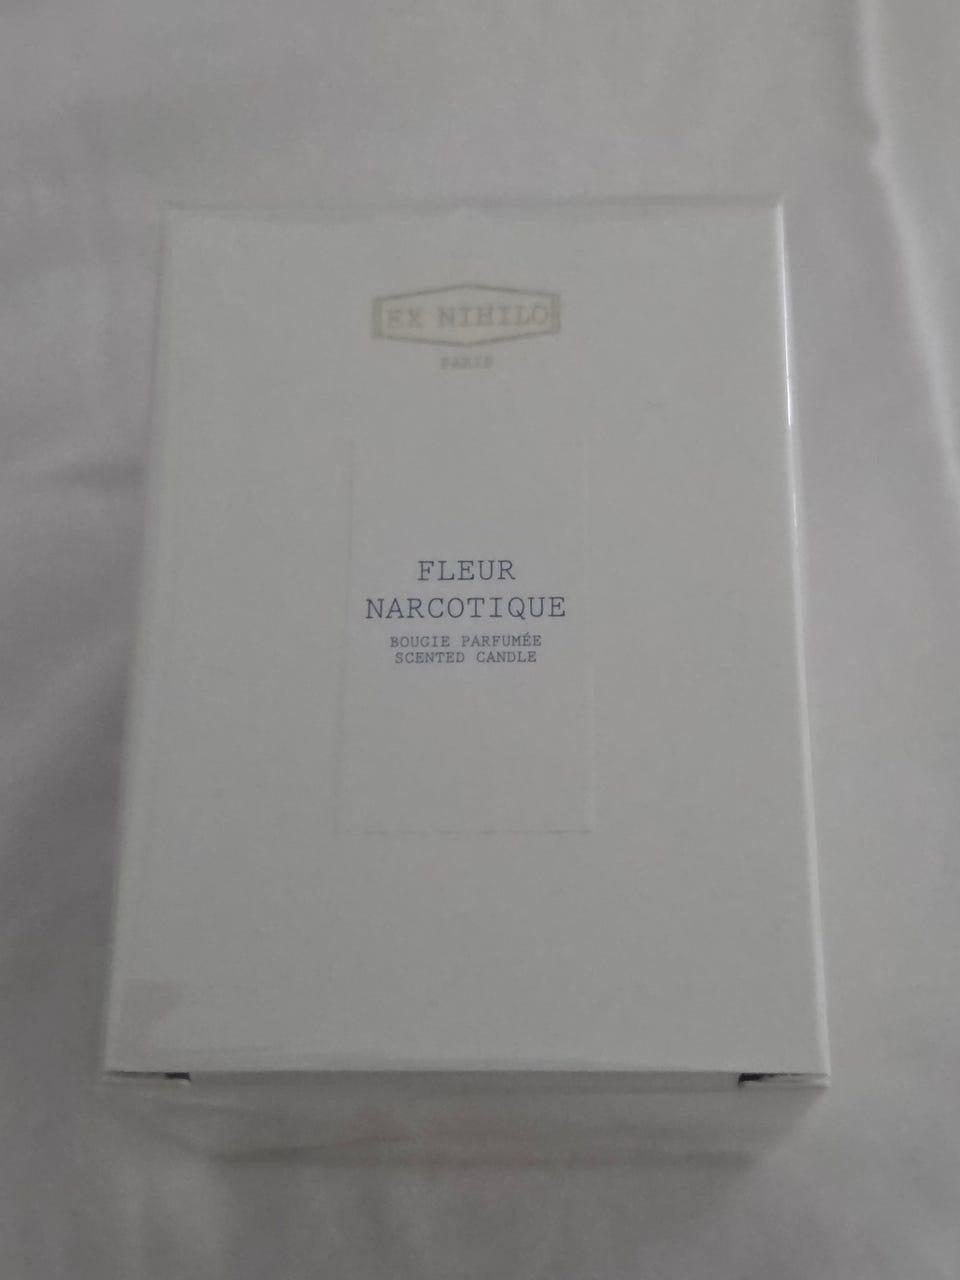 EX NIHILO
PARIS
FLEUR
NARCOTIQUE
BOUGIE PARFUMÉE
SCENTED CANDLE